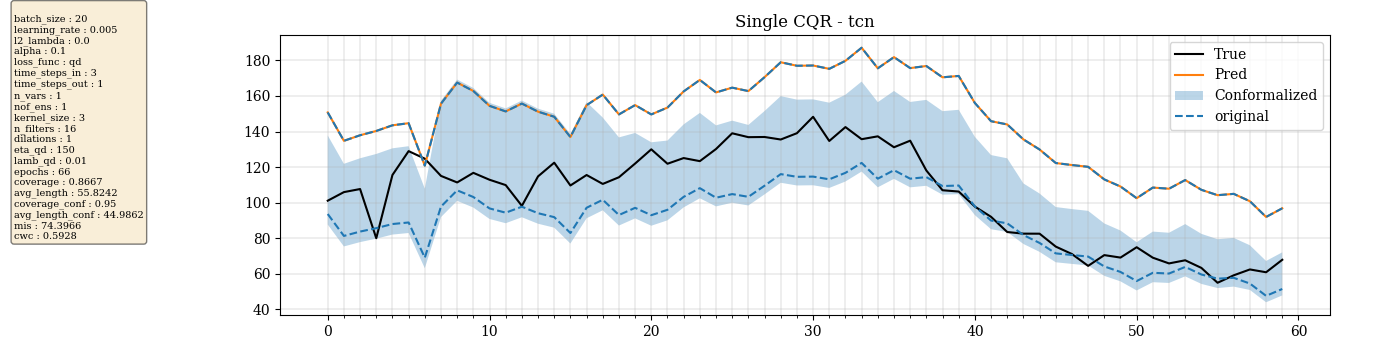 batch_size : 20
learning_rate : 0.005
l2_lambda : 0.0
alpha : 0.1
loss_func : qd
time_steps_in : 3
time_steps_out : 1
n_vars : 1
nof_ens : 1
kernel_size : 3
n_filters : 16
dilations : 1
eta_qd : 150
lamb_qd : 0.01
epochs : 66
coverage : 0.8667
avg_length : 55.8242
coverage_conf : 0.95
avg_length_conf : 44.9862
mis : 74.3966
cwc : 0.5928
Single CQR - tcn
True
Pred
Conformalized
original
180
160
140
120
100
80
60
40
0 10 20 30 40 50 60